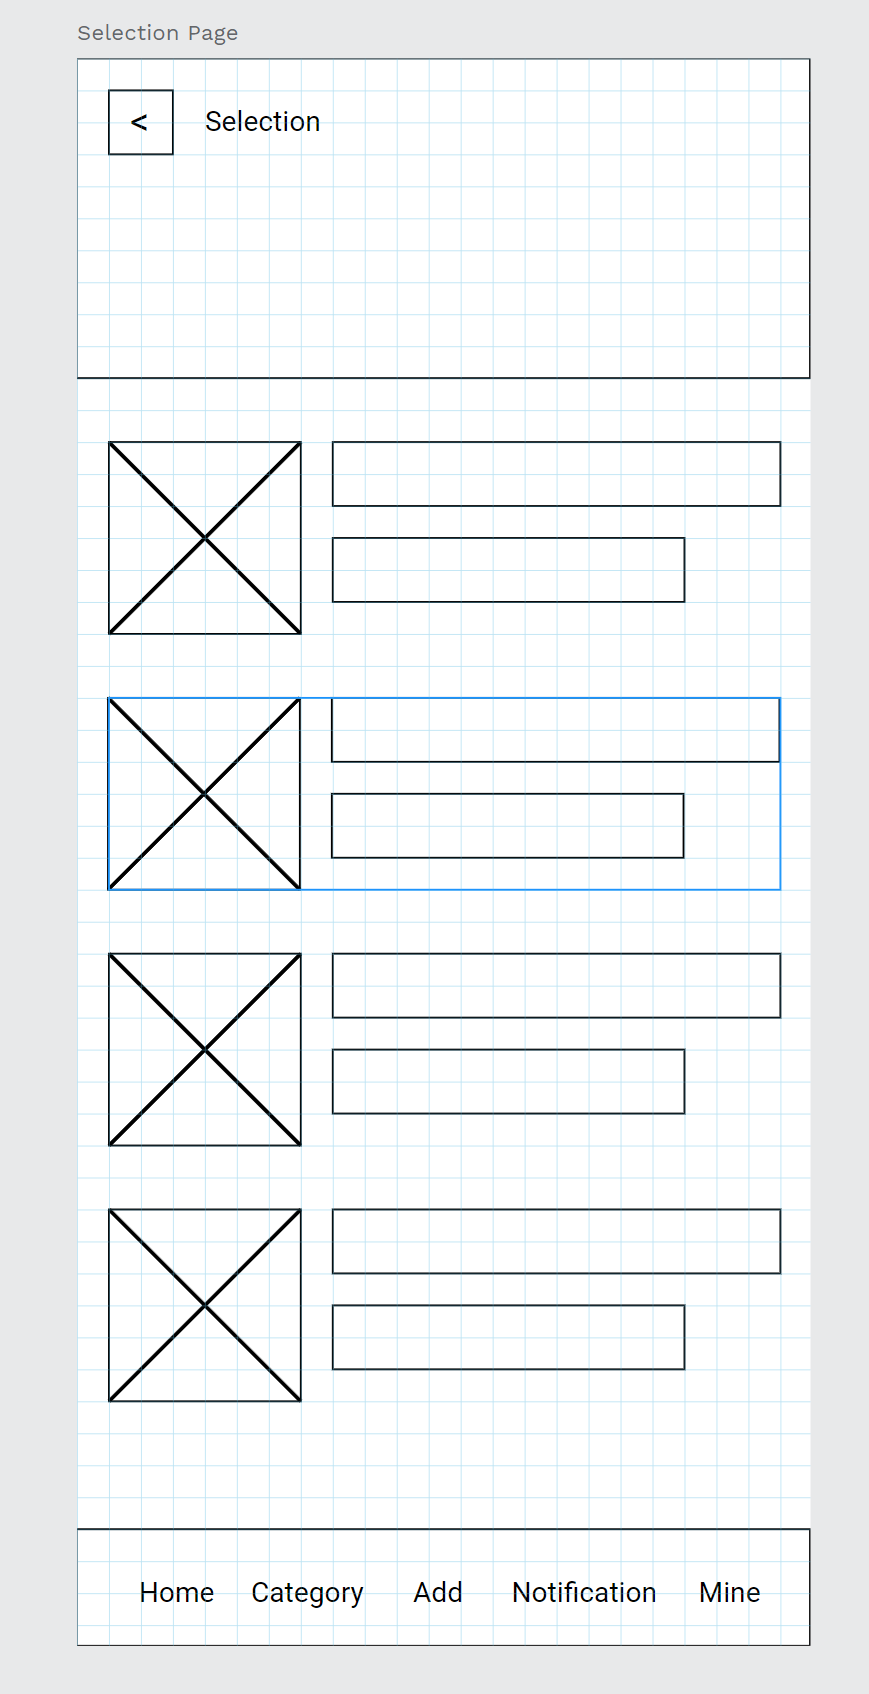 Selection Page
< Selection
Home Category Add Notification Mine